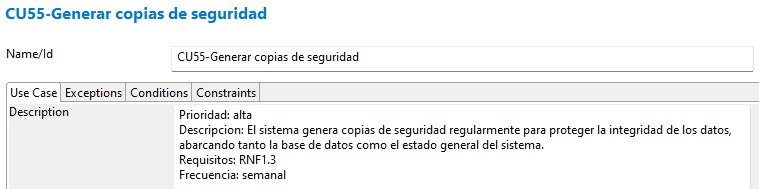 CU55-Generar copias de seguridad
Name/Id
CU55-Generar copias de seguridad
Use Case Exceptions Conditions Constraints
Description
Prioridad: alta
Descripcion: El sistema genera copias de seguridad regularmente para proteger la integridad de los datos,
abarcando tanto la base de datos como el estado general del sistema.
Requisitos: RNF1.3
Frecuencia: semanal